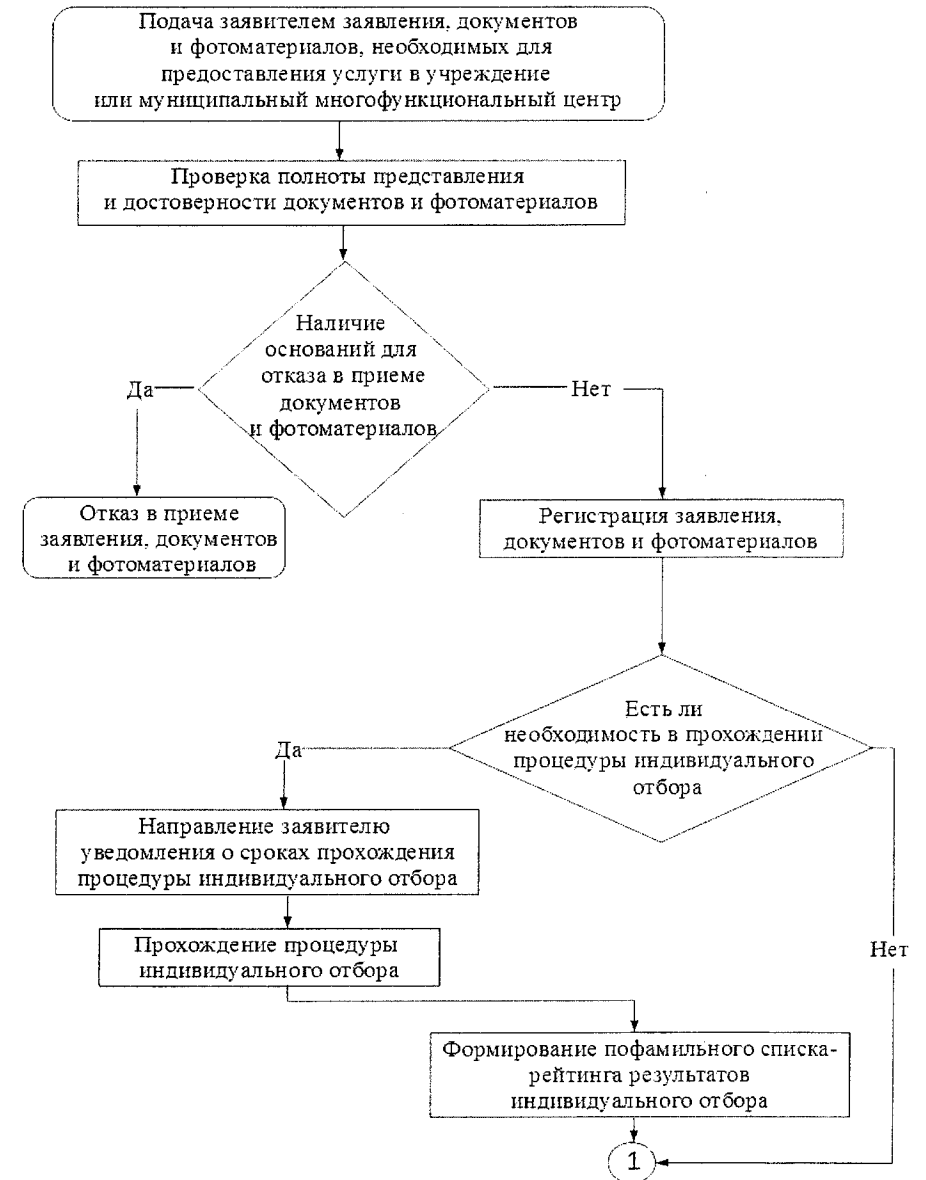 Подача заявителем заявления, документов
и фотоматериалов, необходимых для
предоставления услуги в учреждение
или муниципальный многофункциональный центр
Проверка полноты представления
и достоверности документов и фотоматериалов
Наличие
оснований для
отказа в приеме
документов
и фотоматериалов
Да
Нет
Отказ в приеме
заявления, документов
и фотоматериалов
Регистрация заявления,
документов и фотоматериалов
Есть ли
необходимость в прохождении
процедуры индивидуального
отбора
Да
Направление заявителю
уведомления о сроках прохождения
процедуры индивидуального отбора
Прохождение процедуры
индивидуального отбора
Нет
Формирование пофамильного списка-
рейтинга результатов
индивидуального отбора
1